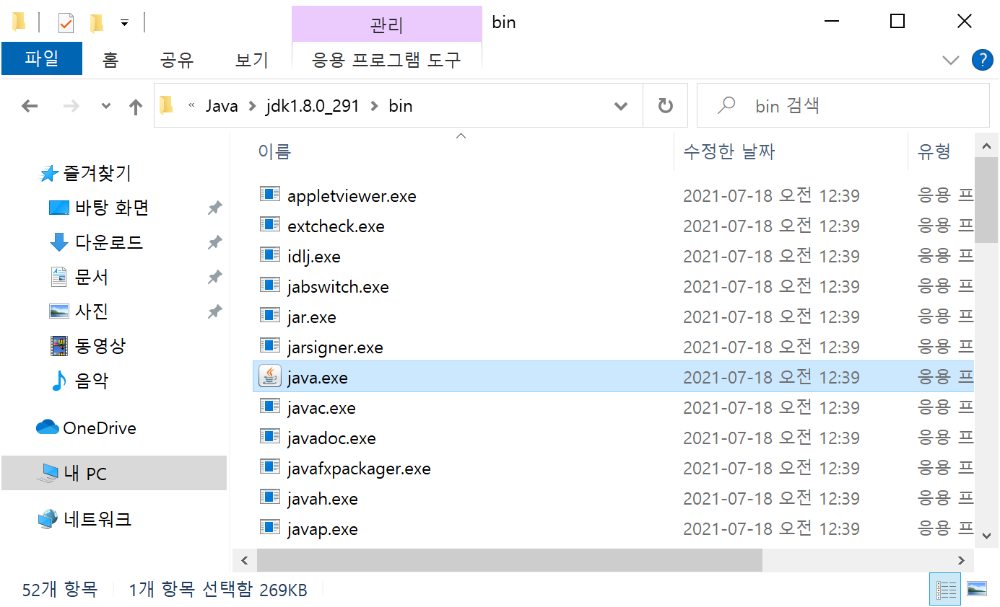 관리
bin
파일 홈 공유 보기 응용 프로그램 도구
« Java > jdk1.8.0_291 > bin
bin 검색
이름 수정한 날짜 유형
즐겨찾기
바탕 화면
다운로드
문서
사진
동영상
음악
OneDrive
내 PC
네트워크
appletviewer.exe 2021-07-18 오전 12:39 응용 프
extcheck.exe 2021-07-18 오전 12:39 응용 프
idlj.exe 2021-07-18 오전 12:39 응용 프
jabswitch.exe 2021-07-18 오전 12:39 응용 프
jar.exe 2021-07-18 오전 12:39 응용 프
jarsigner.exe 2021-07-18 오전 12:39 응용 프
java.exe 2021-07-18 오전 12:39 응용 프
javac.exe 2021-07-18 오전 12:39 응용 프
javadoc.exe 2021-07-18 오전 12:39 응용 프
javafxpackager.exe 2021-07-18 오전 12:39 응용 프
javah.exe 2021-07-18 오전 12:39 응용 프
javap.exe 2021-07-18 오전 12:39 응용 프
52개 항목 1개 항목 선택함 269KB